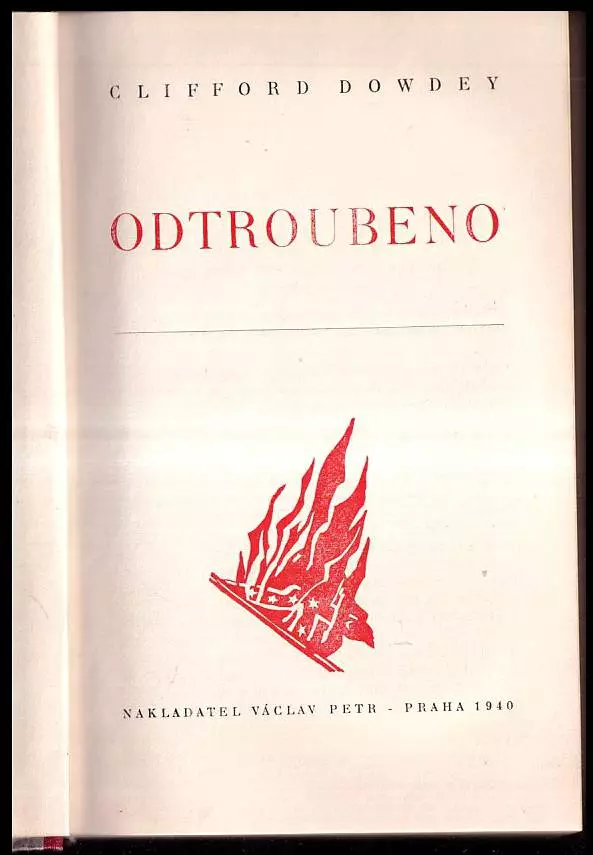 CLIFFORD DOWDEY
ODTROUBENO
NAKLADATEL VÁCLAV PETR - PRAHA 1940